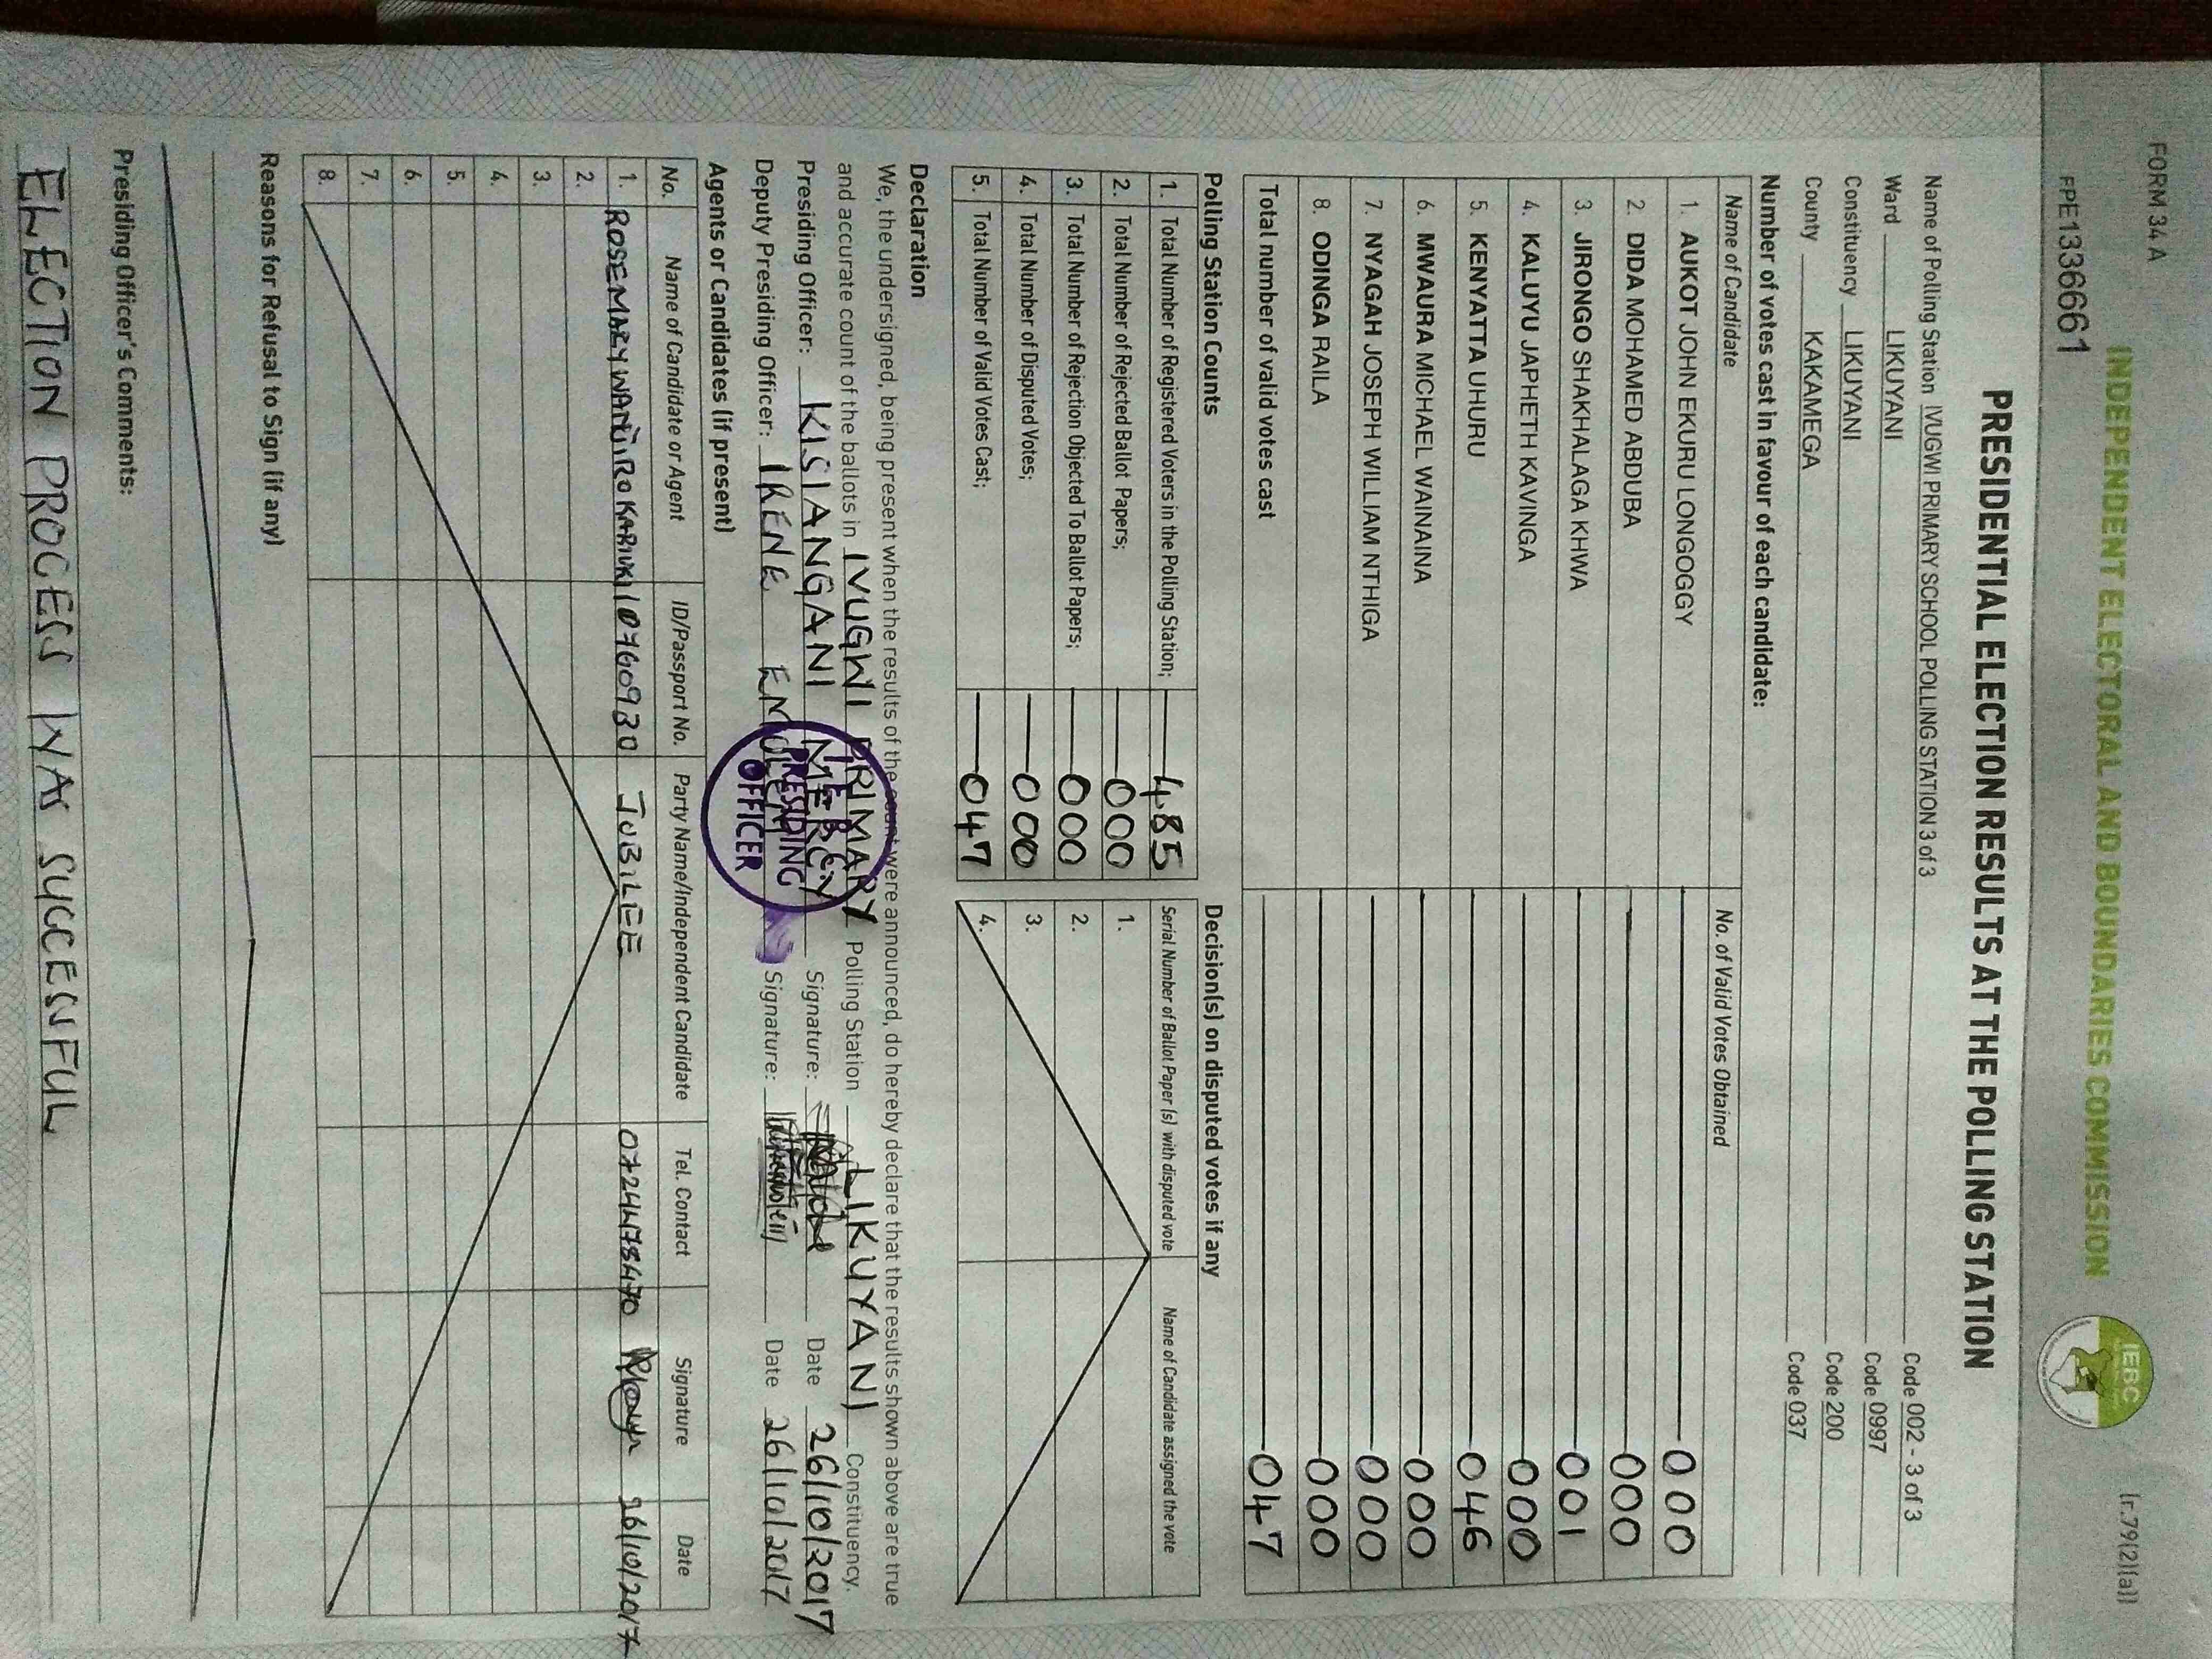 FORM 34 A
(r.79(2)(a))
INDEPENDENT ELECTORAL AND BOUNDARIES COMMISSION
IEBC
PPE1336661
PRESIDENTIAL ELECTION RESULTS AT THE POLLING STATION
Name of Polling Station IVUGWI PRIMARY SCHOOL POLLING STATION 3 of 3 Code 002 - 3 of 3
Ward LIKUYANI Code 0997
Constituency LIKUYANI Code 200
County KAKAMEGA Code 037
Number of votes cast in favour of each candidate:
Name of Candidate No. of Valid Votes Obtained
1. AUKOT JOHN EKURU LONGOGGY 000
2. DIDA MOHAMED ABDUBA 000
3. JIRONGO SHAKHALAGA KHWA 001
4. KALUYU JAPHETH KAVINGA 000
5. KENYATTA UHURU 046
6. MWAURA MICHAEL WAINAINA 000
7. NYAGAH JOSEPH WILLIAM NTHIGA 000
8. ODINGA RAILA 000
Total number of valid votes cast 047
Polling Station Counts
1. Total Number of Registered Voters in the Polling Station; 485
2. Total Number of Rejected Ballot Papers; 000
3. Total Number of Rejection Objected To Ballot Papers; 000
4. Total Number of Disputed Votes; 000
5. Total Number of Valid Votes Cast; 047
Decision(s) on disputed votes if any
Serial Number of Ballot Paper (s) with disputed vote Name of Candidate assigned the vote
1.
2.
3.
4.
Declaration
We, the undersigned, being present when the results of the count were announced, do hereby declare that the results shown above are true
and accurate count of the ballots in IVUGWI PRIMARY Polling Station LIKUYANI Constituency.
Presiding Officer: KISIANGANI MERCY Signature: Date 26/10/2017
Deputy Presiding Officer: IRENE Signature: Date 26/10/2017
IEBC
PRESIDING
OFFICER
Agents or Candidates (if present)
No. Name of Candidate or Agent ID/Passport No. Party Name/Independent Candidate Tel. Contact Signature Date
1. ROSEMARY WANJIRO KARIUKI 10760930 JUBILEE 0724478470 26/10/2017
2.
3.
4.
5.
6.
7.
8.
Reasons for Refusal to Sign (if any)
Presiding Officer's Comments:
ELECTION PROCESS WAS SUCCESSFUL